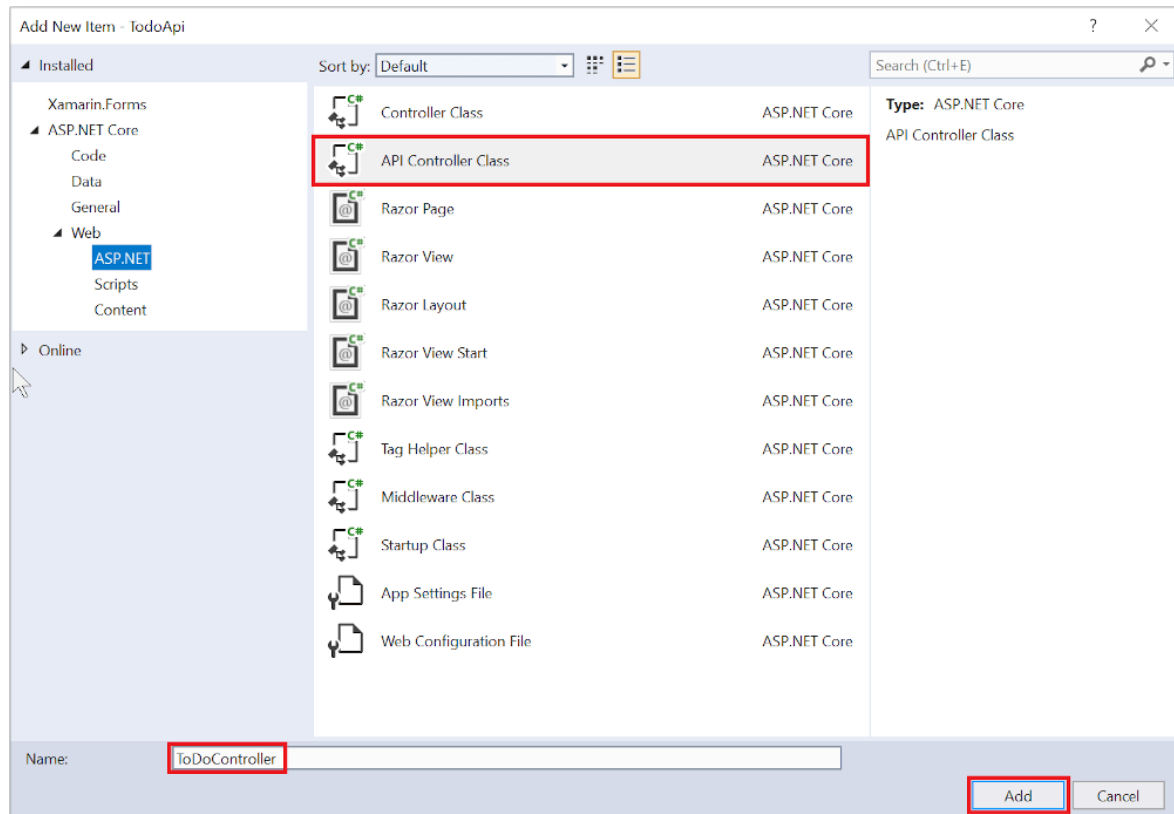 Add New Item - TodoApi
?
Installed
Sort by: Default
Search (Ctrl+E)
Xamarin.Forms
ASP.NET Core
Code
Data
General
Web
ASP.NET
Scripts
Content
Online
C# Controller Class ASP.NET Core
C# API Controller Class ASP.NET Core
C# @ Razor Page ASP.NET Core
C# @ Razor View ASP.NET Core
C# @ Razor Layout ASP.NET Core
C# @ Razor View Start ASP.NET Core
C# @ Razor View Imports ASP.NET Core
C# Tag Helper Class ASP.NET Core
C# Middleware Class ASP.NET Core
C# Startup Class ASP.NET Core
App Settings File ASP.NET Core
Web Configuration File ASP.NET Core
Type: ASP.NET Core
API Controller Class
Name: ToDoController
Add Cancel